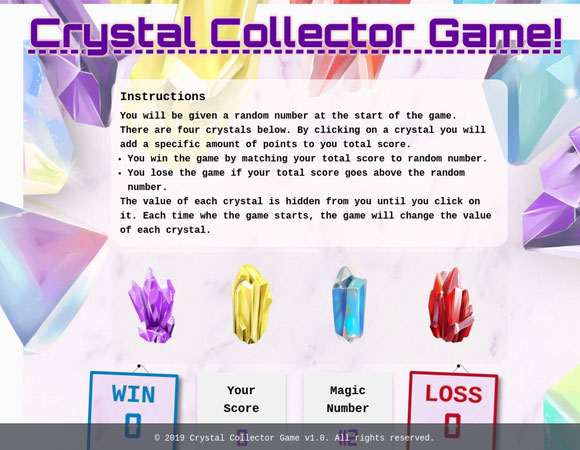 Crystal Collector Game!
Instructions
You will be given a random number at the start of the game.
There are four crystals below. By clicking on a crystal you will
add a specific amount of points to you total score.
• You win the game by matching your total score to random number.
• You lose the game if your total score goes above the random
number.
The value of each crystal is hidden from you until you click on
it. Each time whe the game starts, the game will change the value
of each crystal.
WIN
0
Your
Score
Magic
Number
LOSS
0
© 2019 Crystal Collector Game v1.0. All rights reserved.